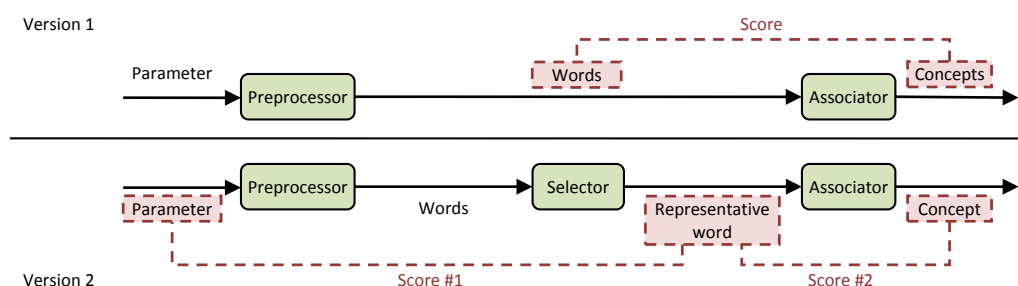 Version 1
Score
Parameter
Words
Concepts
Preprocessor
Associator
Preprocessor
Selector
Associator
Parameter
Words
Representative
word
Concept
Version 2
Score #1
Score #2